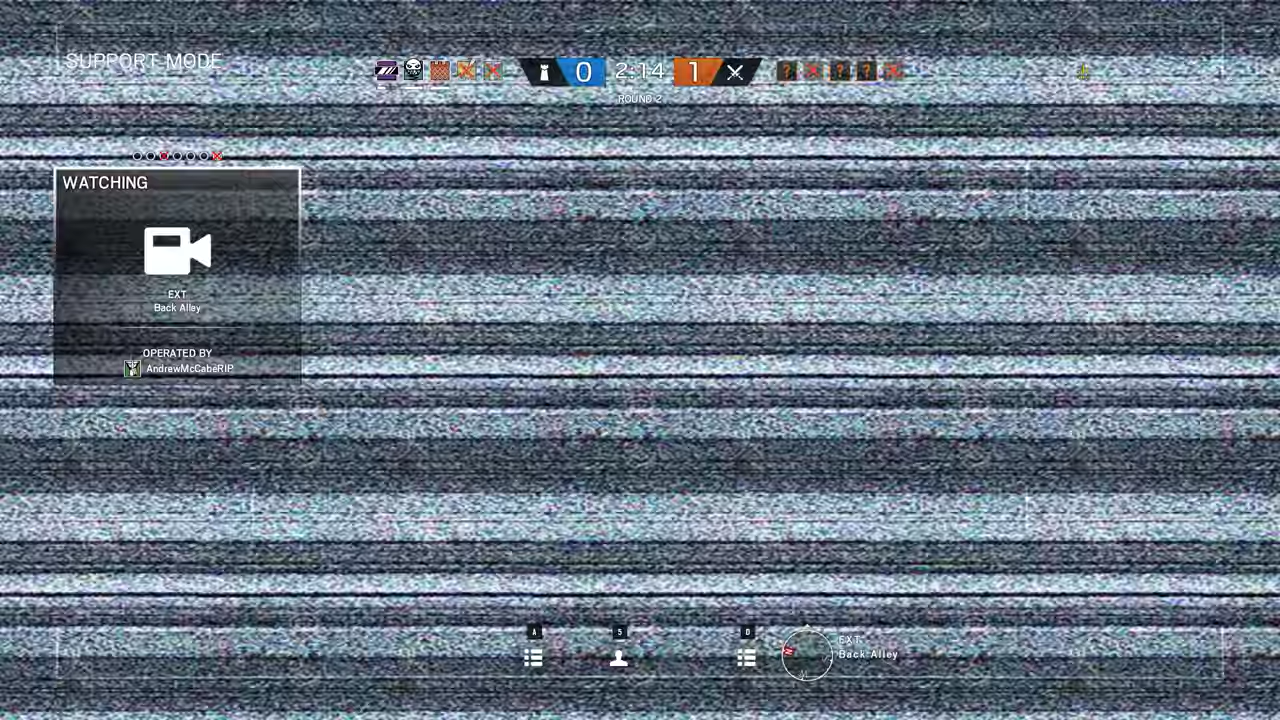 SUPPORT MODE
0 2:14 1
ROUND 2
? ? ?
WATCHING
EXT
Back Alley
OPERATED BY
AndrewMcCabeRIP
A S D
EXT
Back Alley